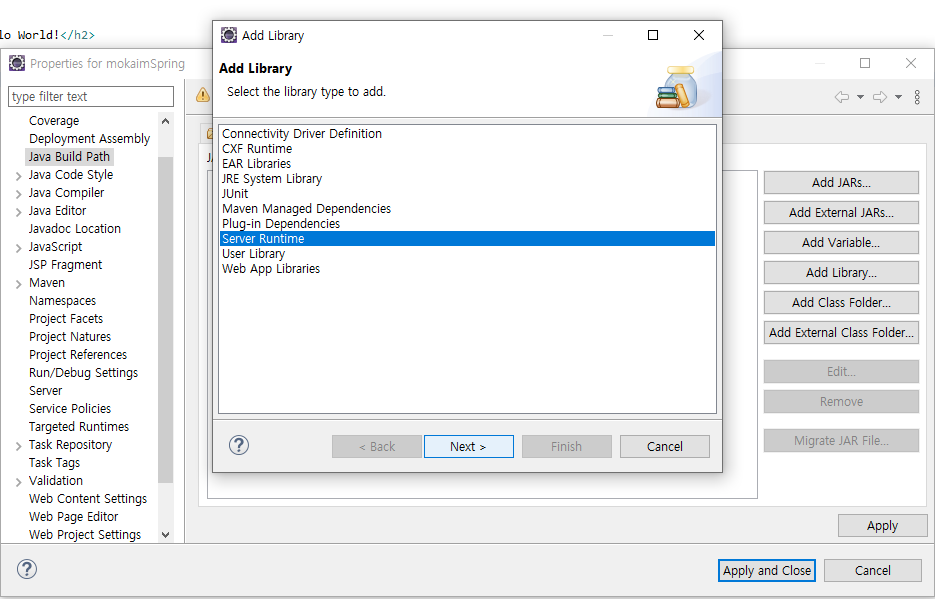 lo World!</h2>
Add Library
Properties for mokaimSpring
Add Library
Select the library type to add.
type filter text
Coverage
Deployment Assembly
Java Build Path
Java Code Style
Java Compiler
Java Editor
Javadoc Location
JavaScript
JSP Fragment
Maven
Namespaces
Project Facets
Project Natures
Project References
Run/Debug Settings
Server
Service Policies
Targeted Runtimes
Task Repository
Task Tags
Validation
Web Content Settings
Web Page Editor
Web Project Settings
Connectivity Driver Definition
CXF Runtime
EAR Libraries
JRE System Library
JUnit
Maven Managed Dependencies
Plug-in Dependencies
Server Runtime
User Library
Web App Libraries
< Back
Next >
Finish
Cancel
Add JARs...
Add External JARs...
Add Variable...
Add Library...
Add Class Folder...
Add External Class Folder...
Edit...
Remove
Migrate JAR File...
Apply
Apply and Close
Cancel